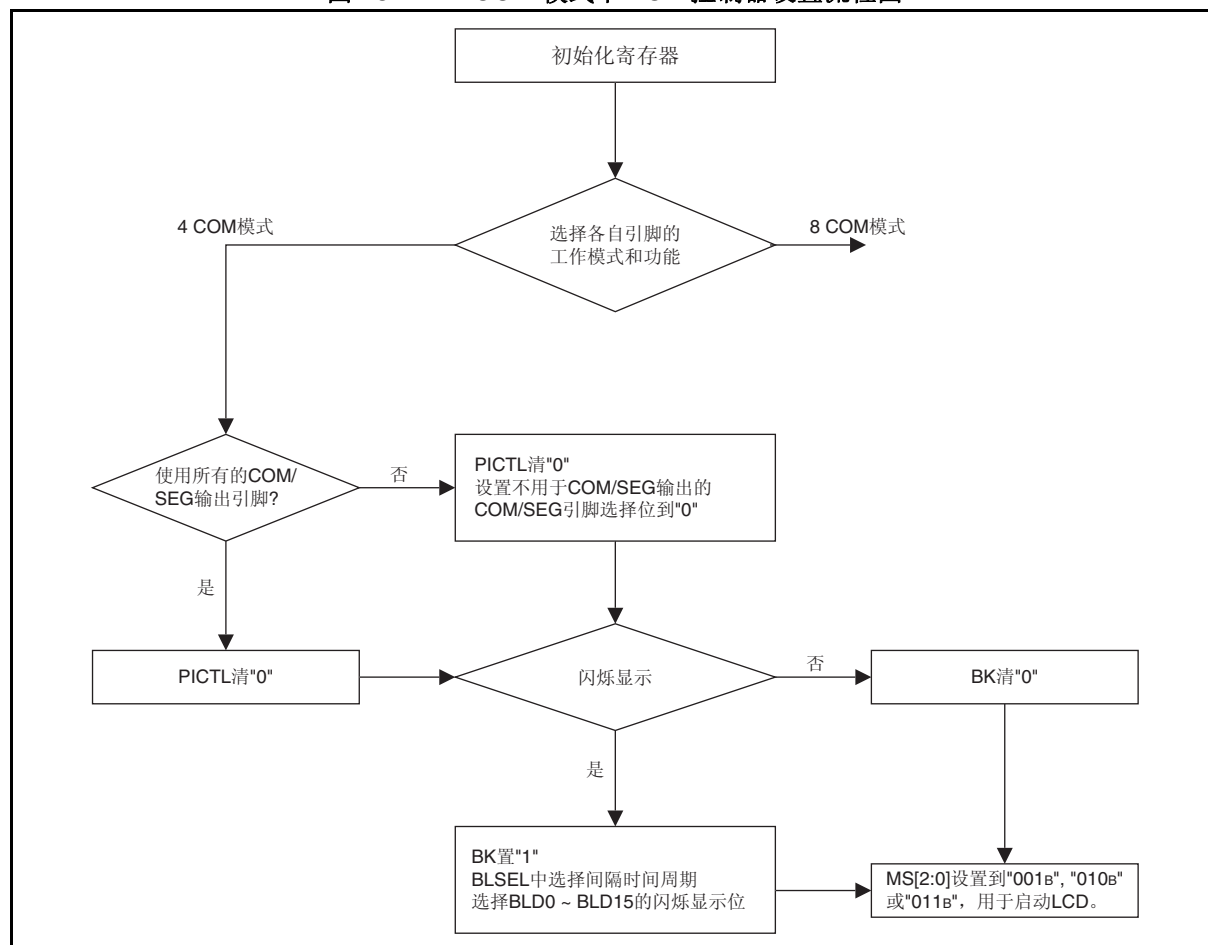 初始化寄存器
4 COM模式
选择各自引脚的
工作模式和功能
8 COM模式
使用所有的COM/
SEG输出引脚?
否
PICTL清"0"
设置不用于COM/SEG输出的
COM/SEG引脚选择位到"0"
是
PICTL清"0"
闪烁显示
否
BK清"0"
是
BK置"1"
BLSEL中选择间隔时间周期
选择BLD0 ~ BLD15的闪烁显示位
MS[2:0]设置到"001B", "010B"
或"011B"，用于启动LCD。